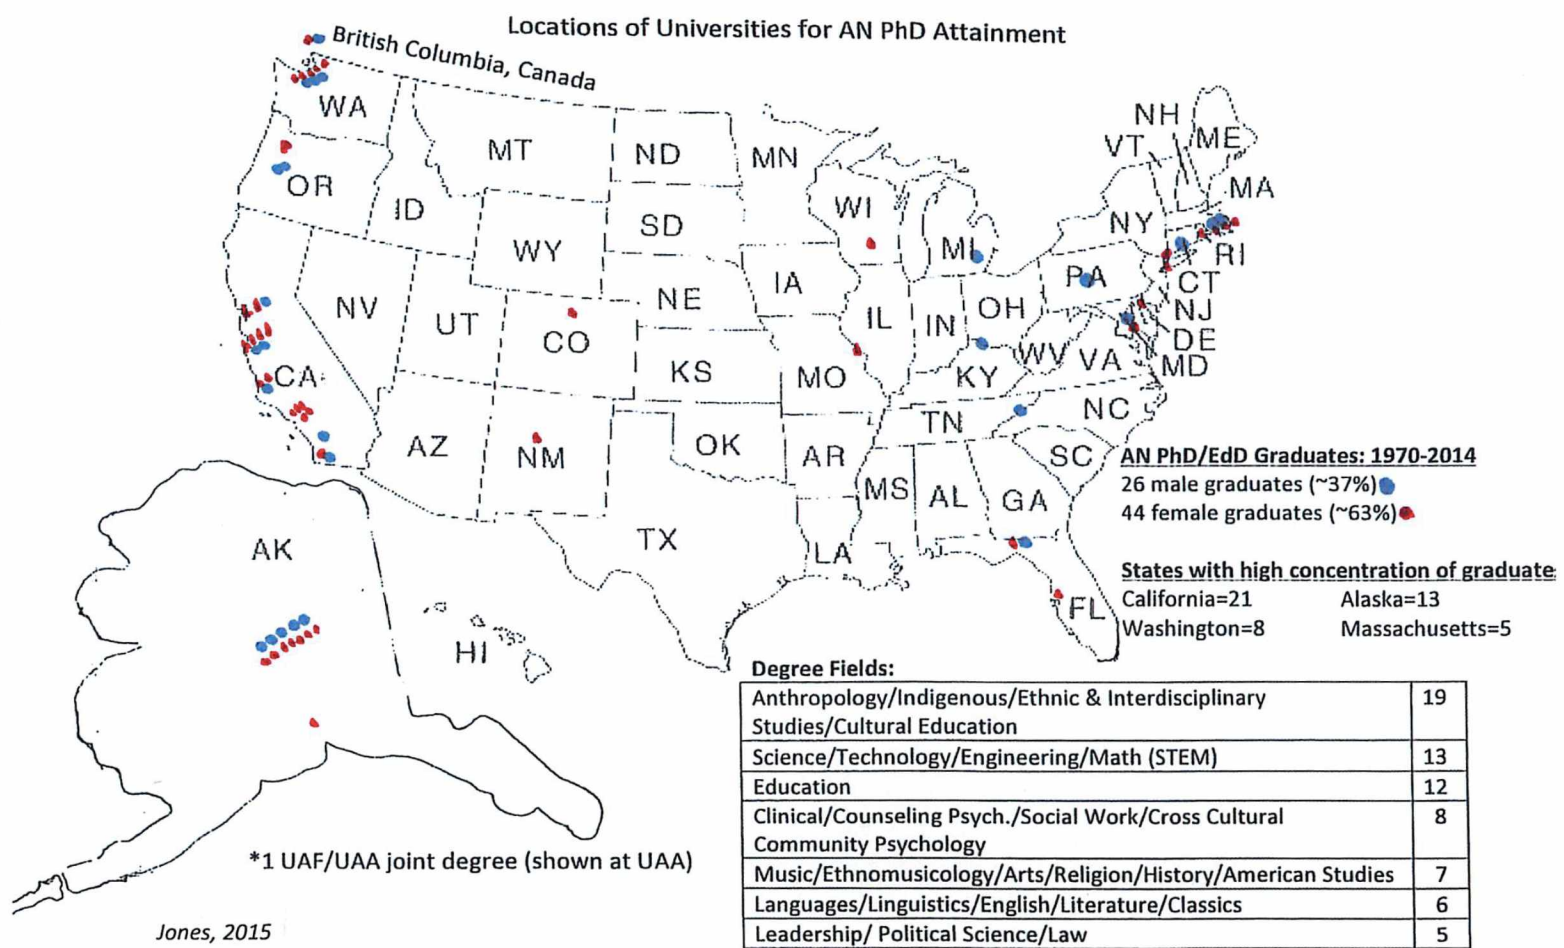 Locations of Universities for AN PhD Attainment
British Columbia, Canada
WA
OR
ID
MT
ND
MN
SD
WY
WI
MI
NY
VT
NH
ME
MA
RI
CT
NJ
DE
MD
PA
OH
IN
IL
IA
NE
NV
UT
CO
KS
MO
KY
WV
VA
CA
AZ
NM
OK
AR
TN
NC
SC
MS
AL
GA
TX
LA
FL
AK
HI
AN PhD/EdD Graduates: 1970-2014
26 male graduates (~37%)
44 female graduates (~63%)
States with high concentration of graduate
California=21 Alaska=13
Washington=8 Massachusetts=5
Degree Fields:
Anthropology/Indigenous/Ethnic & Interdisciplinary 19
Studies/Cultural Education
Science/Technology/Engineering/Math (STEM) 13
Education 12
Clinical/Counseling Psych./Social Work/Cross Cultural 8
Community Psychology
Music/Ethnomusicology/Arts/Religion/History/American Studies 7
Languages/Linguistics/English/Literature/Classics 6
Leadership/ Political Science/Law 5
*1 UAF/UAA joint degree (shown at UAA)
Jones, 2015